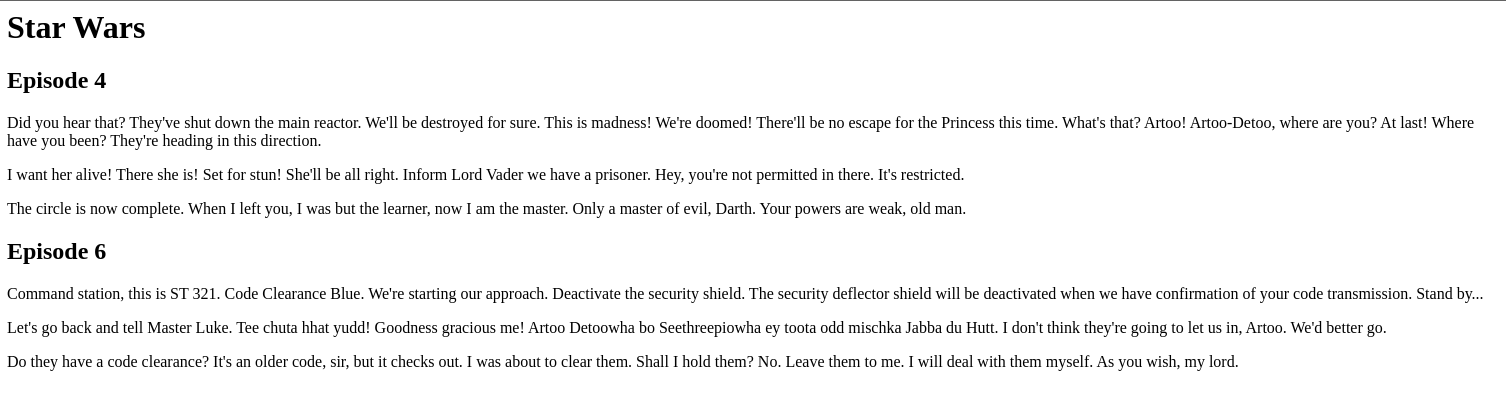 Star Wars
Episode 4
Did you hear that? They've shut down the main reactor. We'll be destroyed for sure. This is madness! We're doomed! There'll be no escape for the Princess this time. What's that? Artoo! Artoo-Detoo, where are you? At last! Where
have you been? They're heading in this direction.
I want her alive! There she is! Set for stun! She'll be all right. Inform Lord Vader we have a prisoner. Hey, you're not permitted in there. It's restricted.
The circle is now complete. When I left you, I was but the learner, now I am the master. Only a master of evil, Darth. Your powers are weak, old man.
Episode 6
Command station, this is ST 321. Code Clearance Blue. We're starting our approach. Deactivate the security shield. The security deflector shield will be deactivated when we have confirmation of your code transmission. Stand by...
Let's go back and tell Master Luke. Tee chuta hhat yudd! Goodness gracious me! Artoo Detoowha bo Seethreepiowha ey toota odd mischka Jabba du Hutt. I don't think they're going to let us in, Artoo. We'd better go.
Do they have a code clearance? It's an older code, sir, but it checks out. I was about to clear them. Shall I hold them? No. Leave them to me. I will deal with them myself. As you wish, my lord.